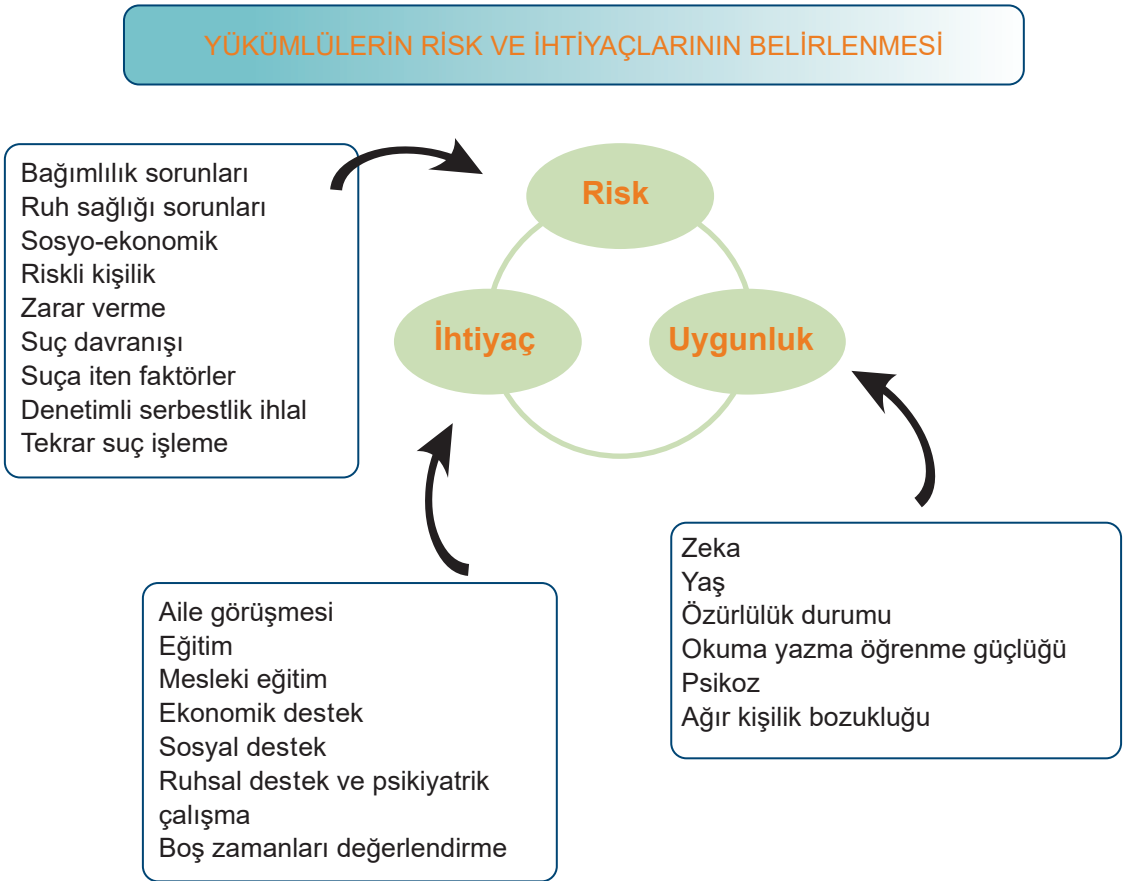 YÜKÜMLÜLERİN RİSK VE İHTİYAÇLARININ BELİRLENMESİ
Bağımlılık sorunları
Ruh sağlığı sorunları
Sosyo-ekonomik
Riskli kişilik
Zarar verme
Suç davranışı
Suça iten faktörler
Denetimli serbestlik ihlal
Tekrar suç işleme
Risk
İhtiyaç
Uygunluk
Aile görüşmesi
Eğitim
Mesleki eğitim
Ekonomik destek
Sosyal destek
Ruhsal destek ve psikiyatrik
çalışma
Boş zamanları değerlendirme
Zeka
Yaş
Özürlülük durumu
Okuma yazma öğrenme güçlüğü
Psikoz
Ağır kişilik bozukluğu